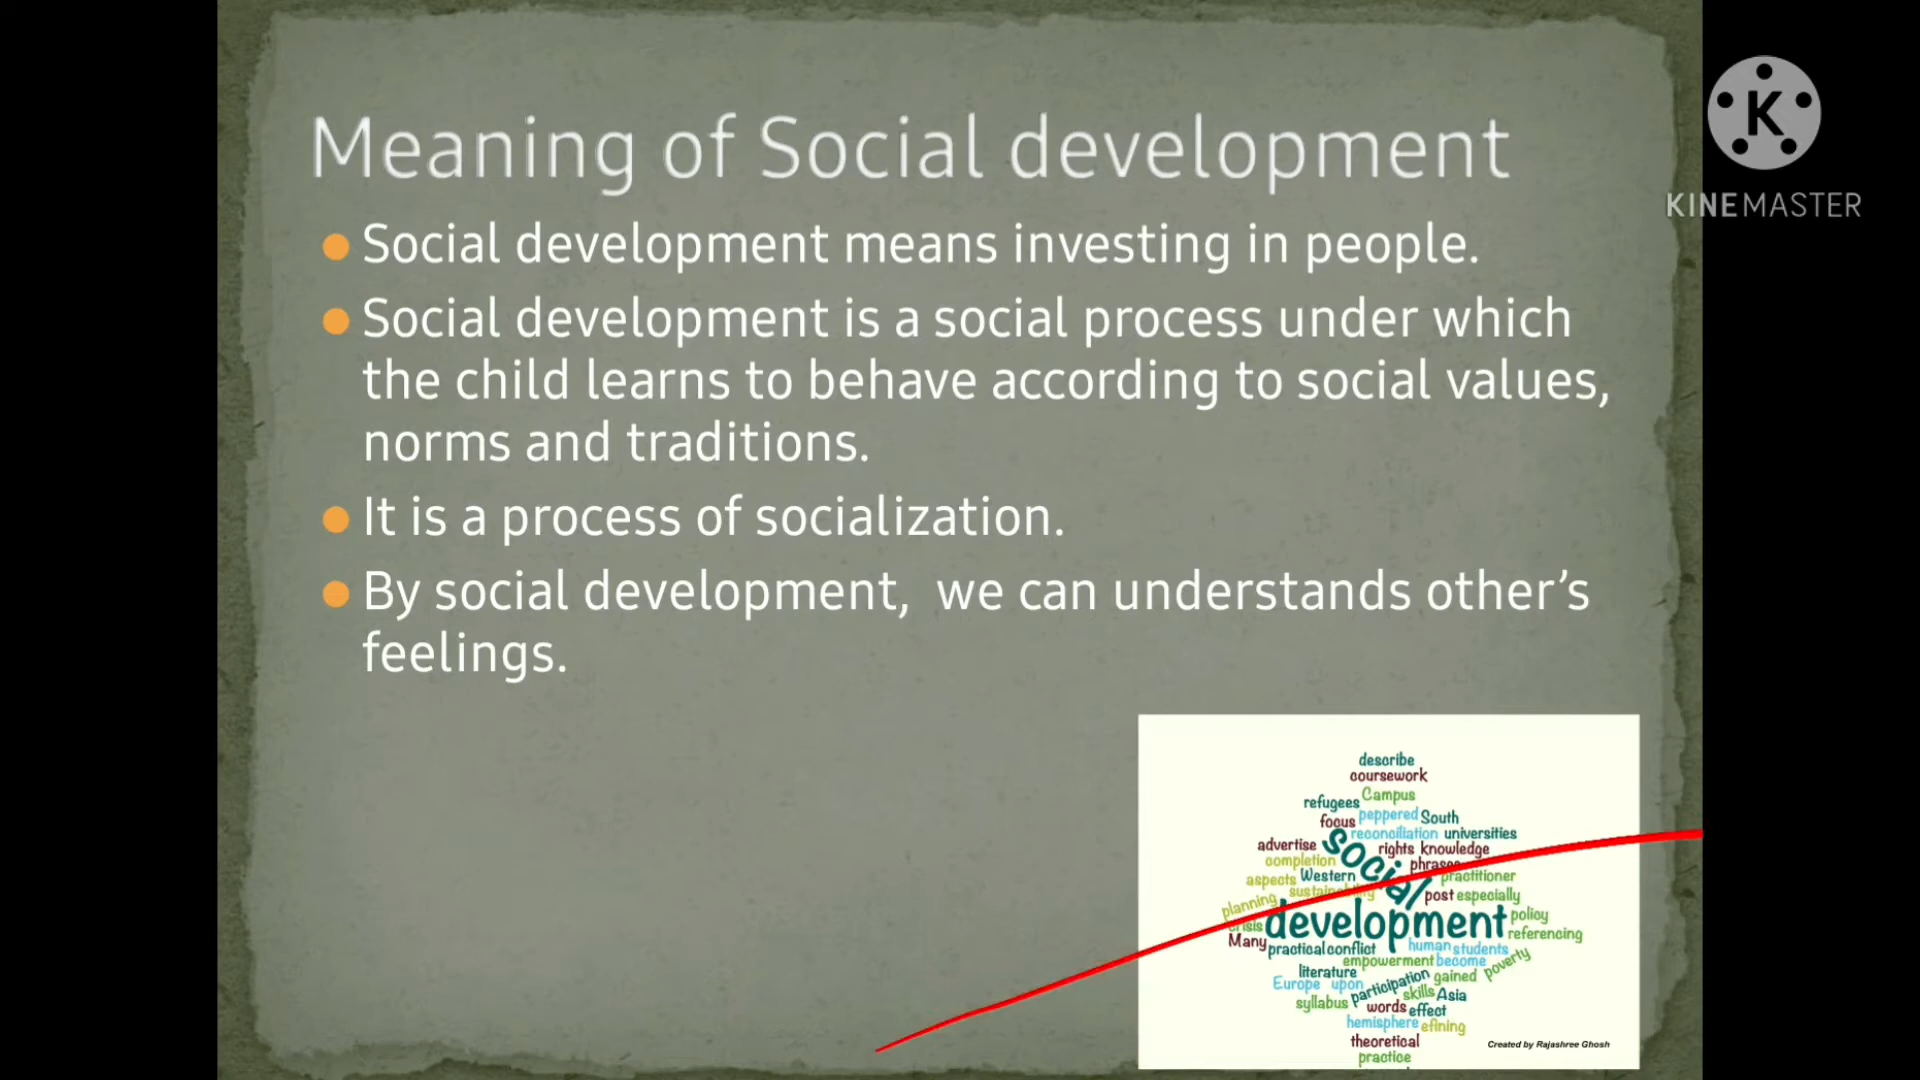 Meaning of Social development
Social development means investing in people.
Social development is a social process under which
the child learns to behave according to social values,
norms and traditions.
It is a process of socialization.
By social development, we can understands other’s
feelings.
K
KINEMASTER
describe
coursework
Campus
refugees
peppered South
focus
reconciliation universities
social
advertise
rights knowledge
completion
Western
aspects
practitioner
post especially
planning
development
policy
referencing
Many
practical conflict
human students
empowerment become
literature
participation gained poverty
Europe upon
skills Asia
syllabus
words effect
hemisphere efining
theoretical
practice
Created by Rajashree Ghosh